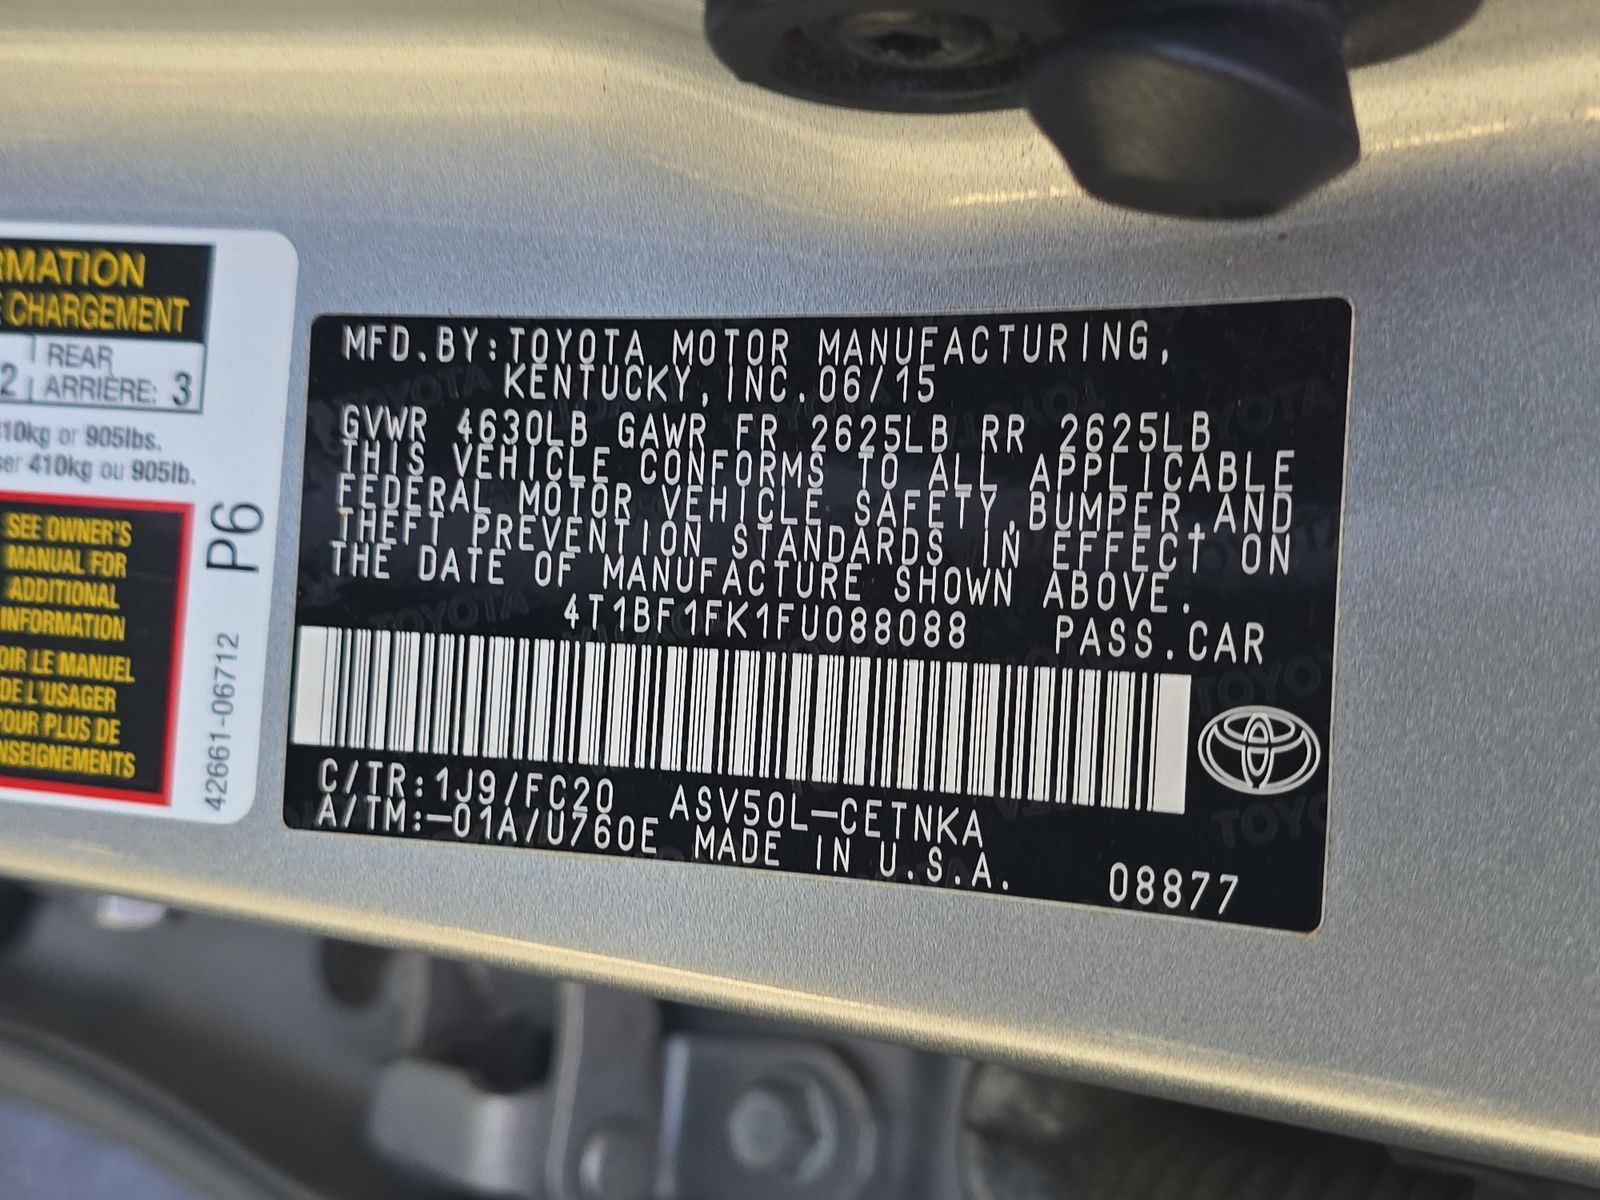 RMATION
E CHARGEMENT
2 REAR
ARRIÈRE: 3
410kg or 905lbs.
ser 410kg ou 905lb.
SEE OWNER'S
MANUAL FOR
ADDITIONAL
INFORMATION
OIR LE MANUEL
DE L'USAGER
POUR PLUS DE
NSEIGNEMENTS
P6
42661-06712
MFD.BY:TOYOTA MOTOR MANUFACTURING,
KENTUCKY,INC.06/15
GVWR 4630LB GAWR FR 2625LB RR 2625LB
THIS VEHICLE CONFORMS TO ALL APPLICABLE
FEDERAL MOTOR VEHICLE SAFETY,BUMPER,AND
THEFT PREVENTION STANDARDS IN EFFECT ON
THE DATE OF MANUFACTURE SHOWN ABOVE.
4T1BF1FK1FU088088 PASS.CAR
C/TR:1J9/FC20 ASV50L-CETNKA
A/TM:-01A/U760E MADE IN U.S.A.
08877